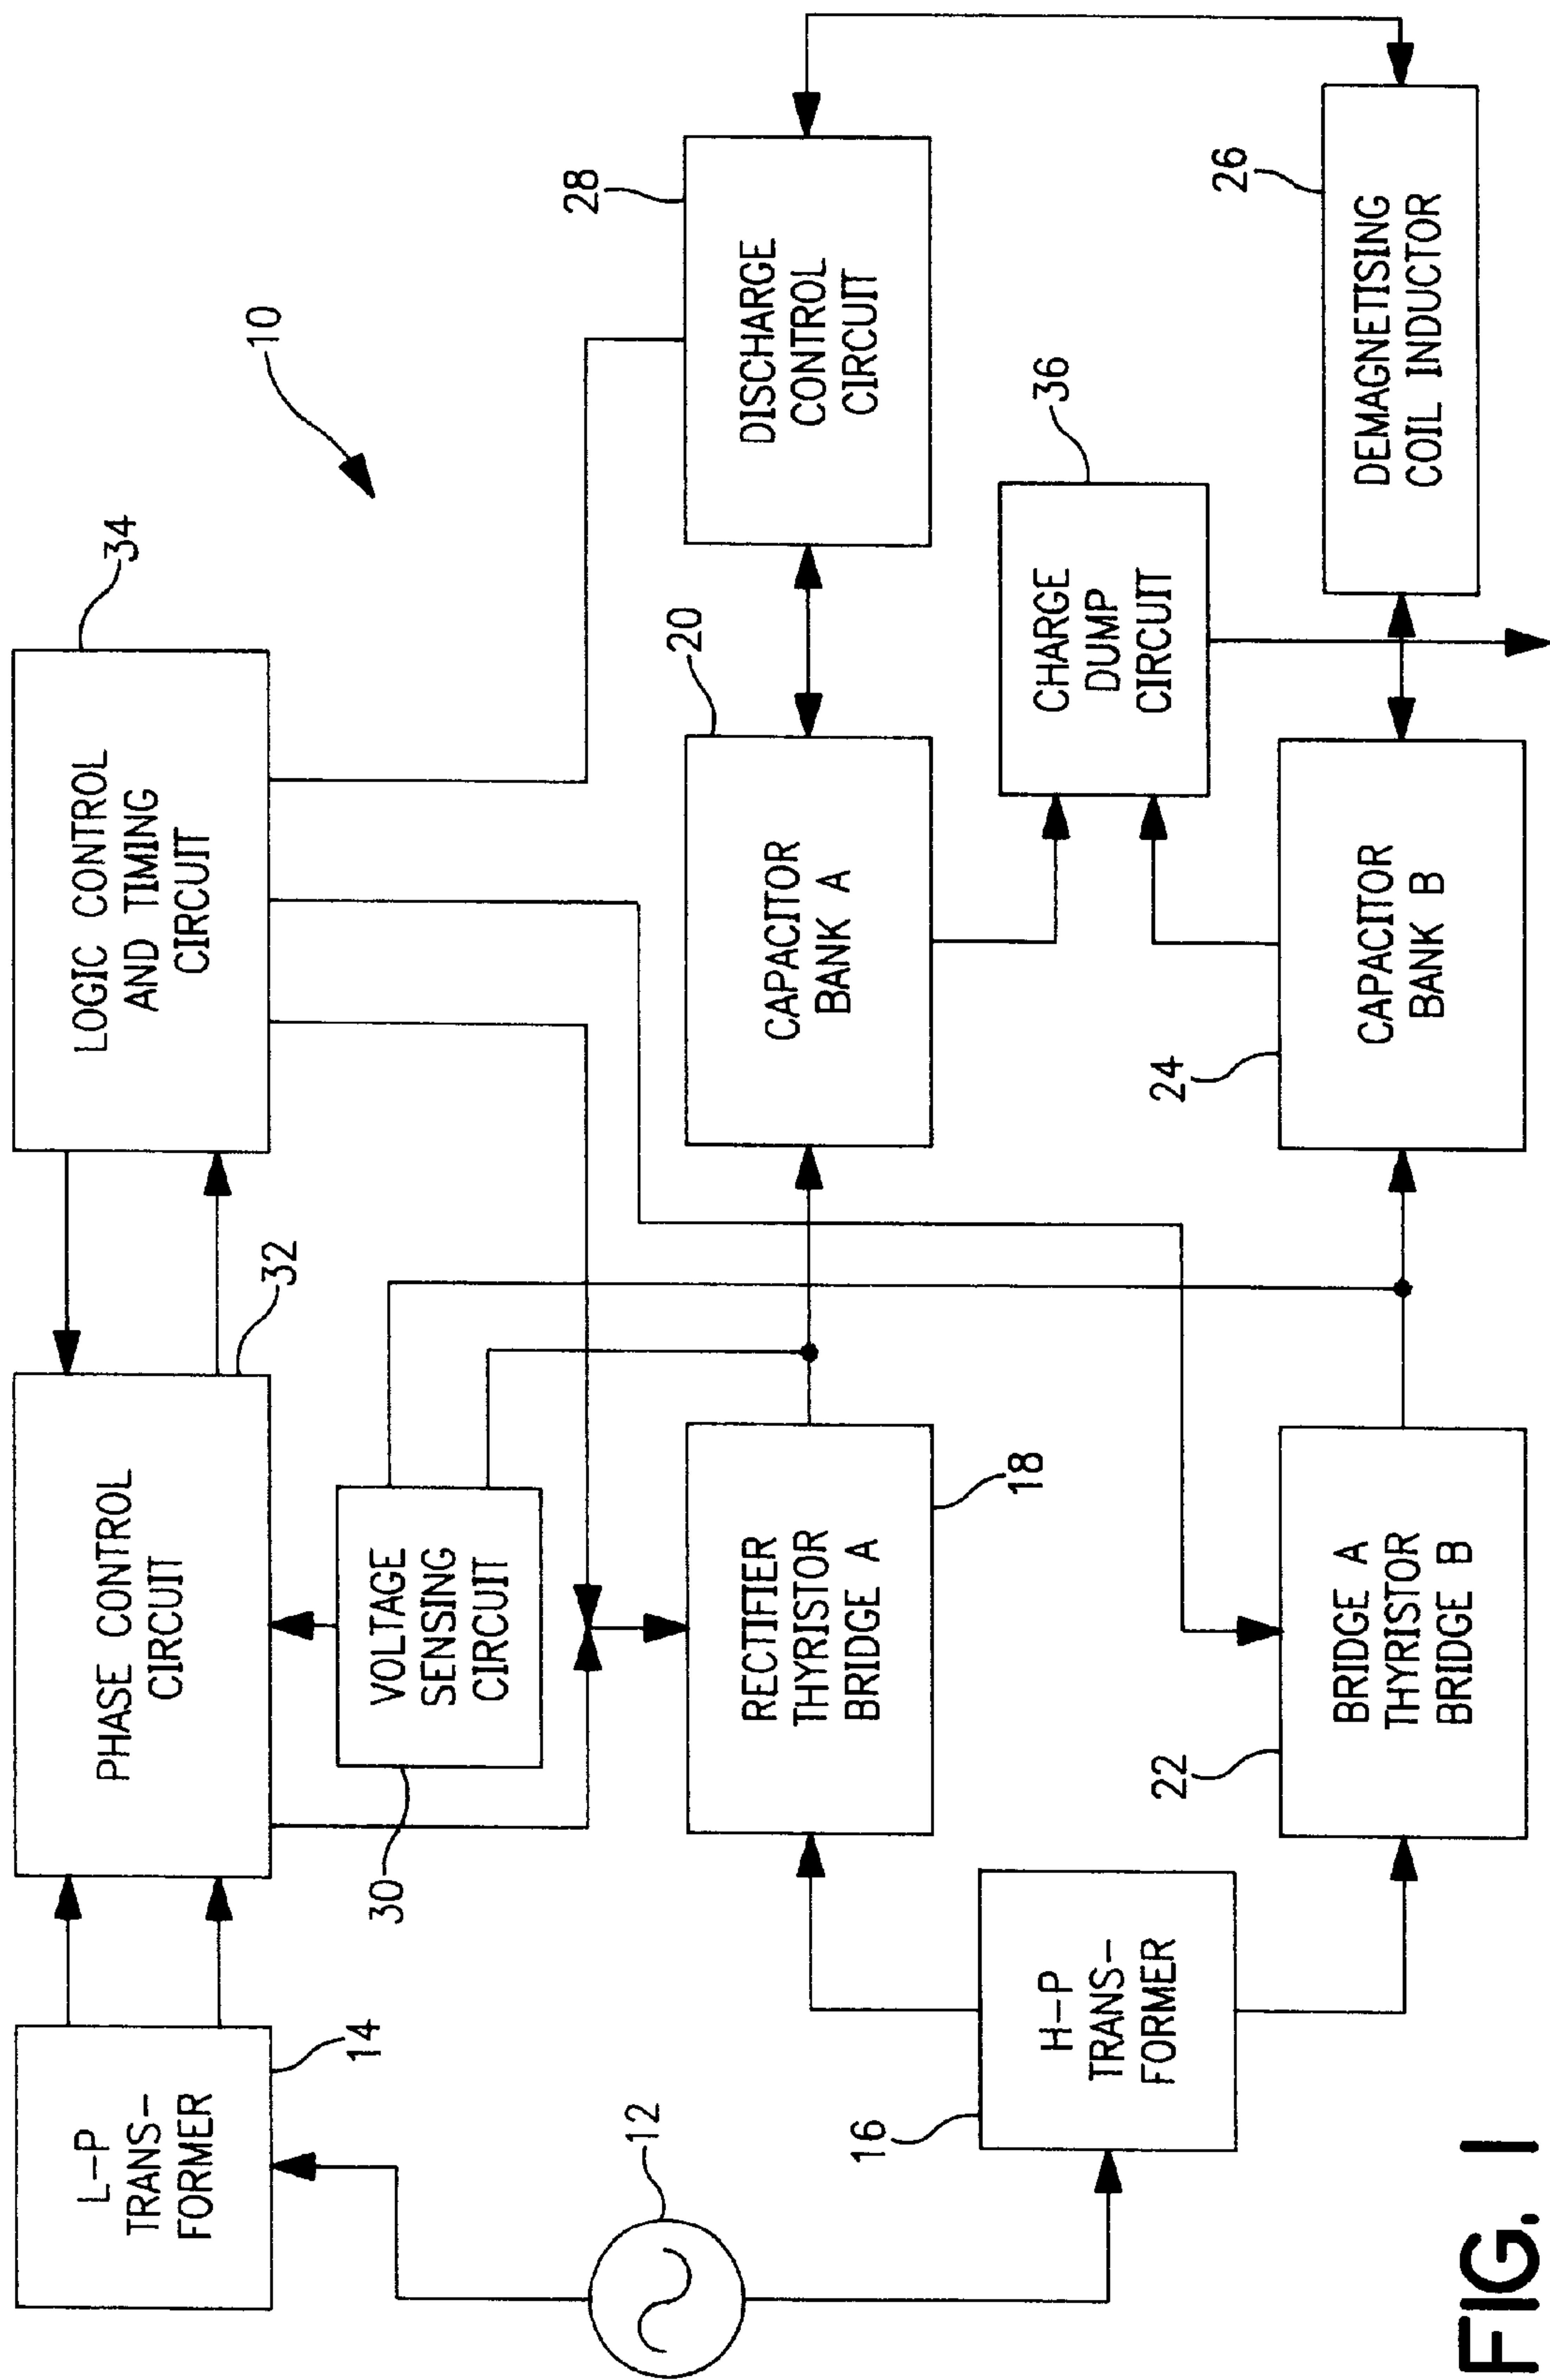 L-P
TRANS-
FORMER
14
PHASE CONTROL
CIRCUIT
32
LOGIC CONTROL
AND TIMING
CIRCUIT
34
10
VOLTAGE
SENSING
CIRCUIT
30
12
RECTIFIER
THYRISTOR
BRIDGE A
18
CAPACITOR
BANK A
20
DISCHARGE
CONTROL
CIRCUIT
28
H-P
TRANS-
FORMER
16
CHARGE
DUMP
CIRCUIT
36
BRIDGE A
THYRISTOR
BRIDGE B
22
CAPACITOR
BANK B
24
DEMAGNETISING
COIL INDUCTOR
26
FIG. 1